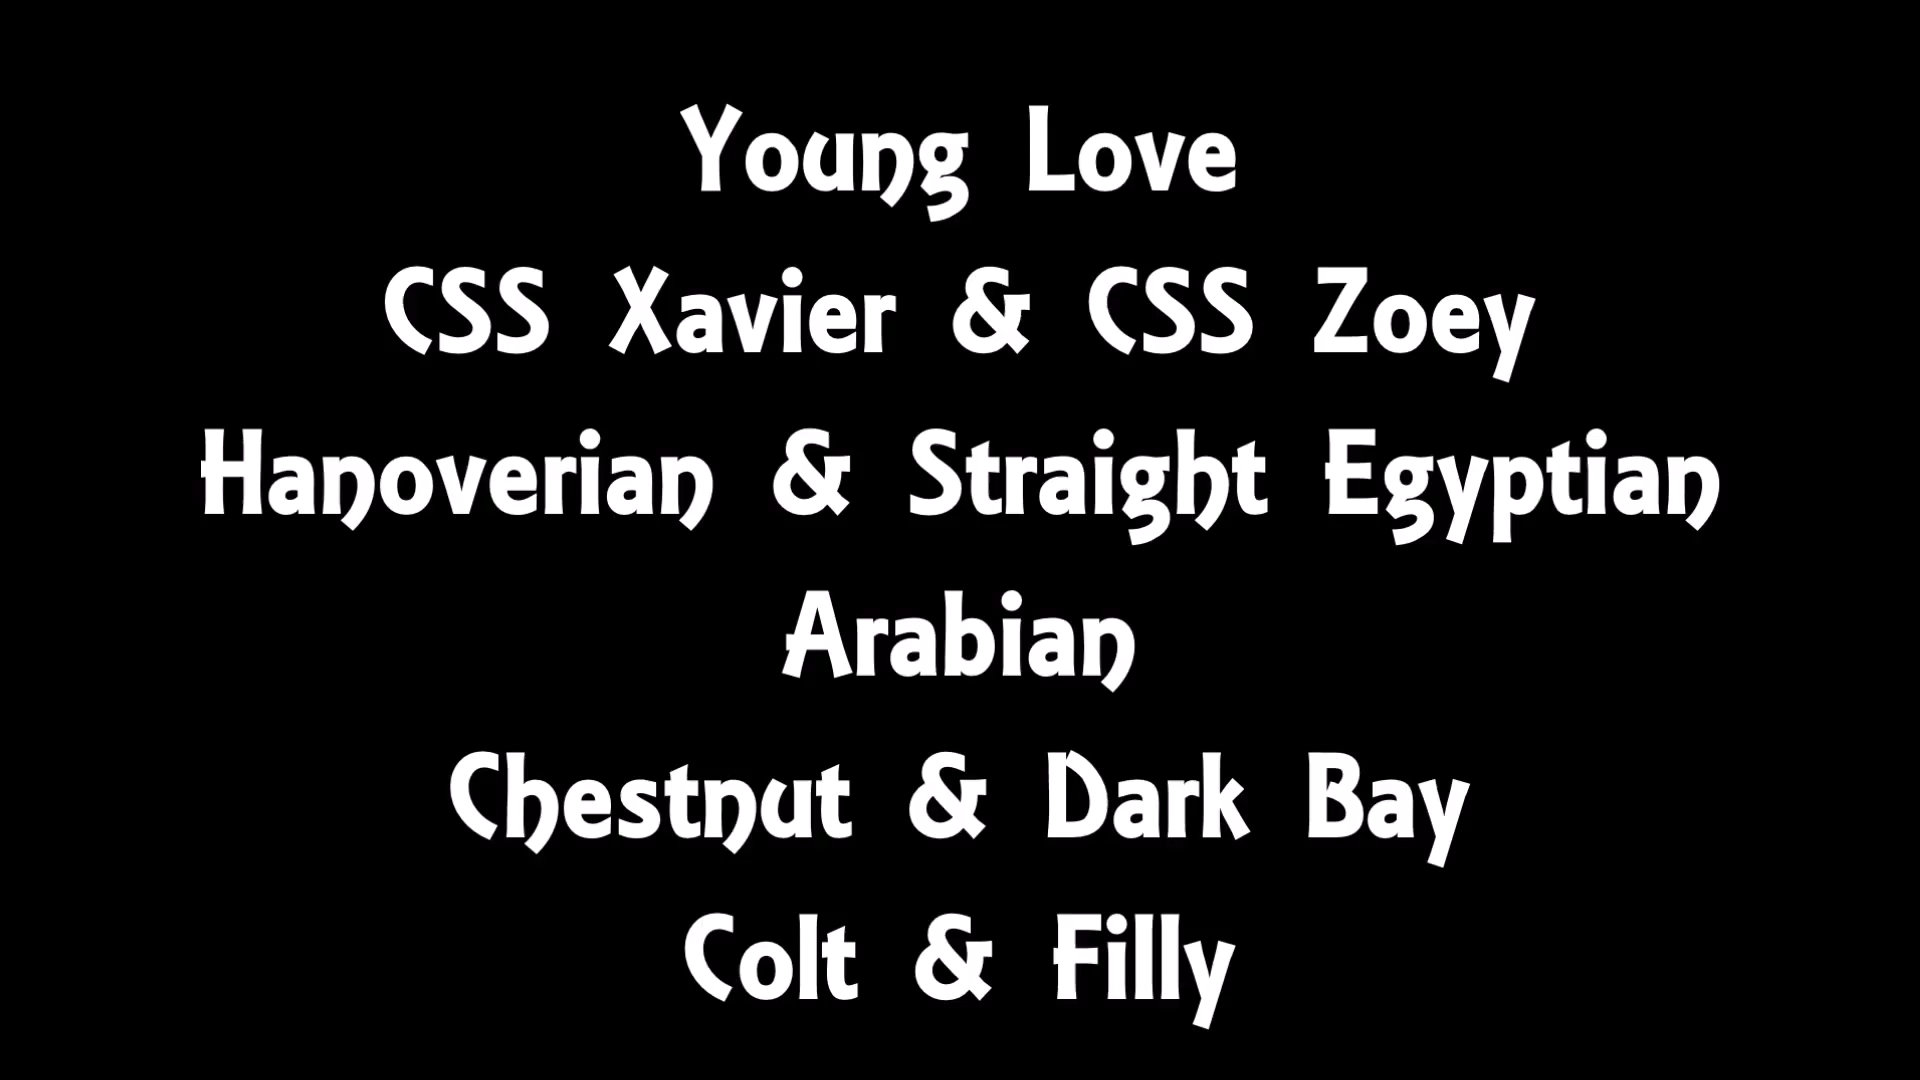 Young Love
CSS Xavier & CSS Zoey
Hanoverian & Straight Egyptian
Arabian
Chestnut & Dark Bay
Colt & Filly